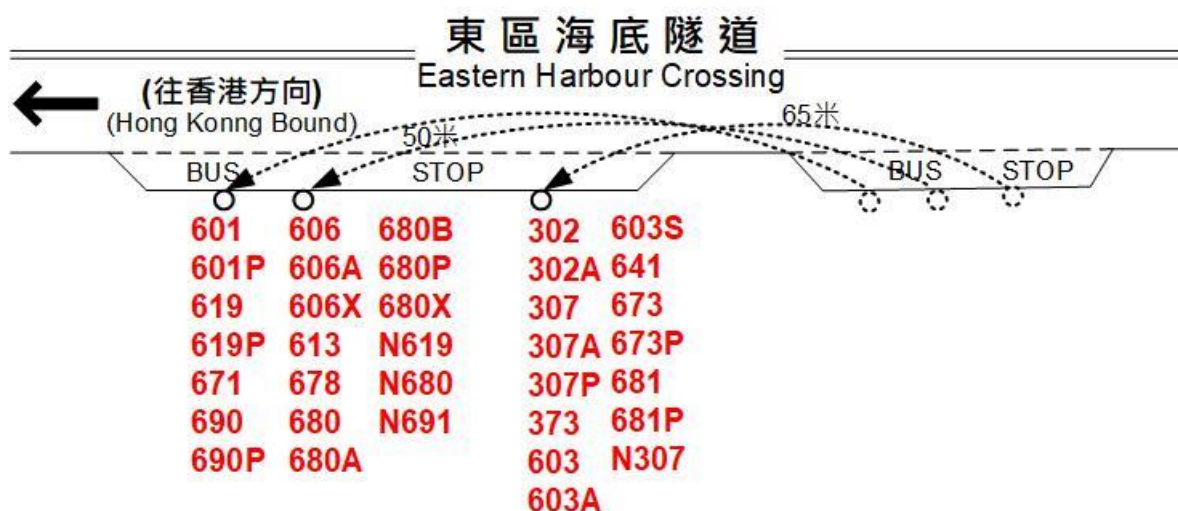 東區海底隧道
Eastern Harbour Crossing
(往香港方向)
(Hong Konng Bound)
50米
65米
BUS STOP
BUS STOP
601
601P
619
619P
671
690
690P
606
606A
606X
613
678
680
680A
680B
680P
680X
N619
N680
N691
302
302A
307
307A
307P
373
603
603A
603S
641
673
673P
681
681P
N307